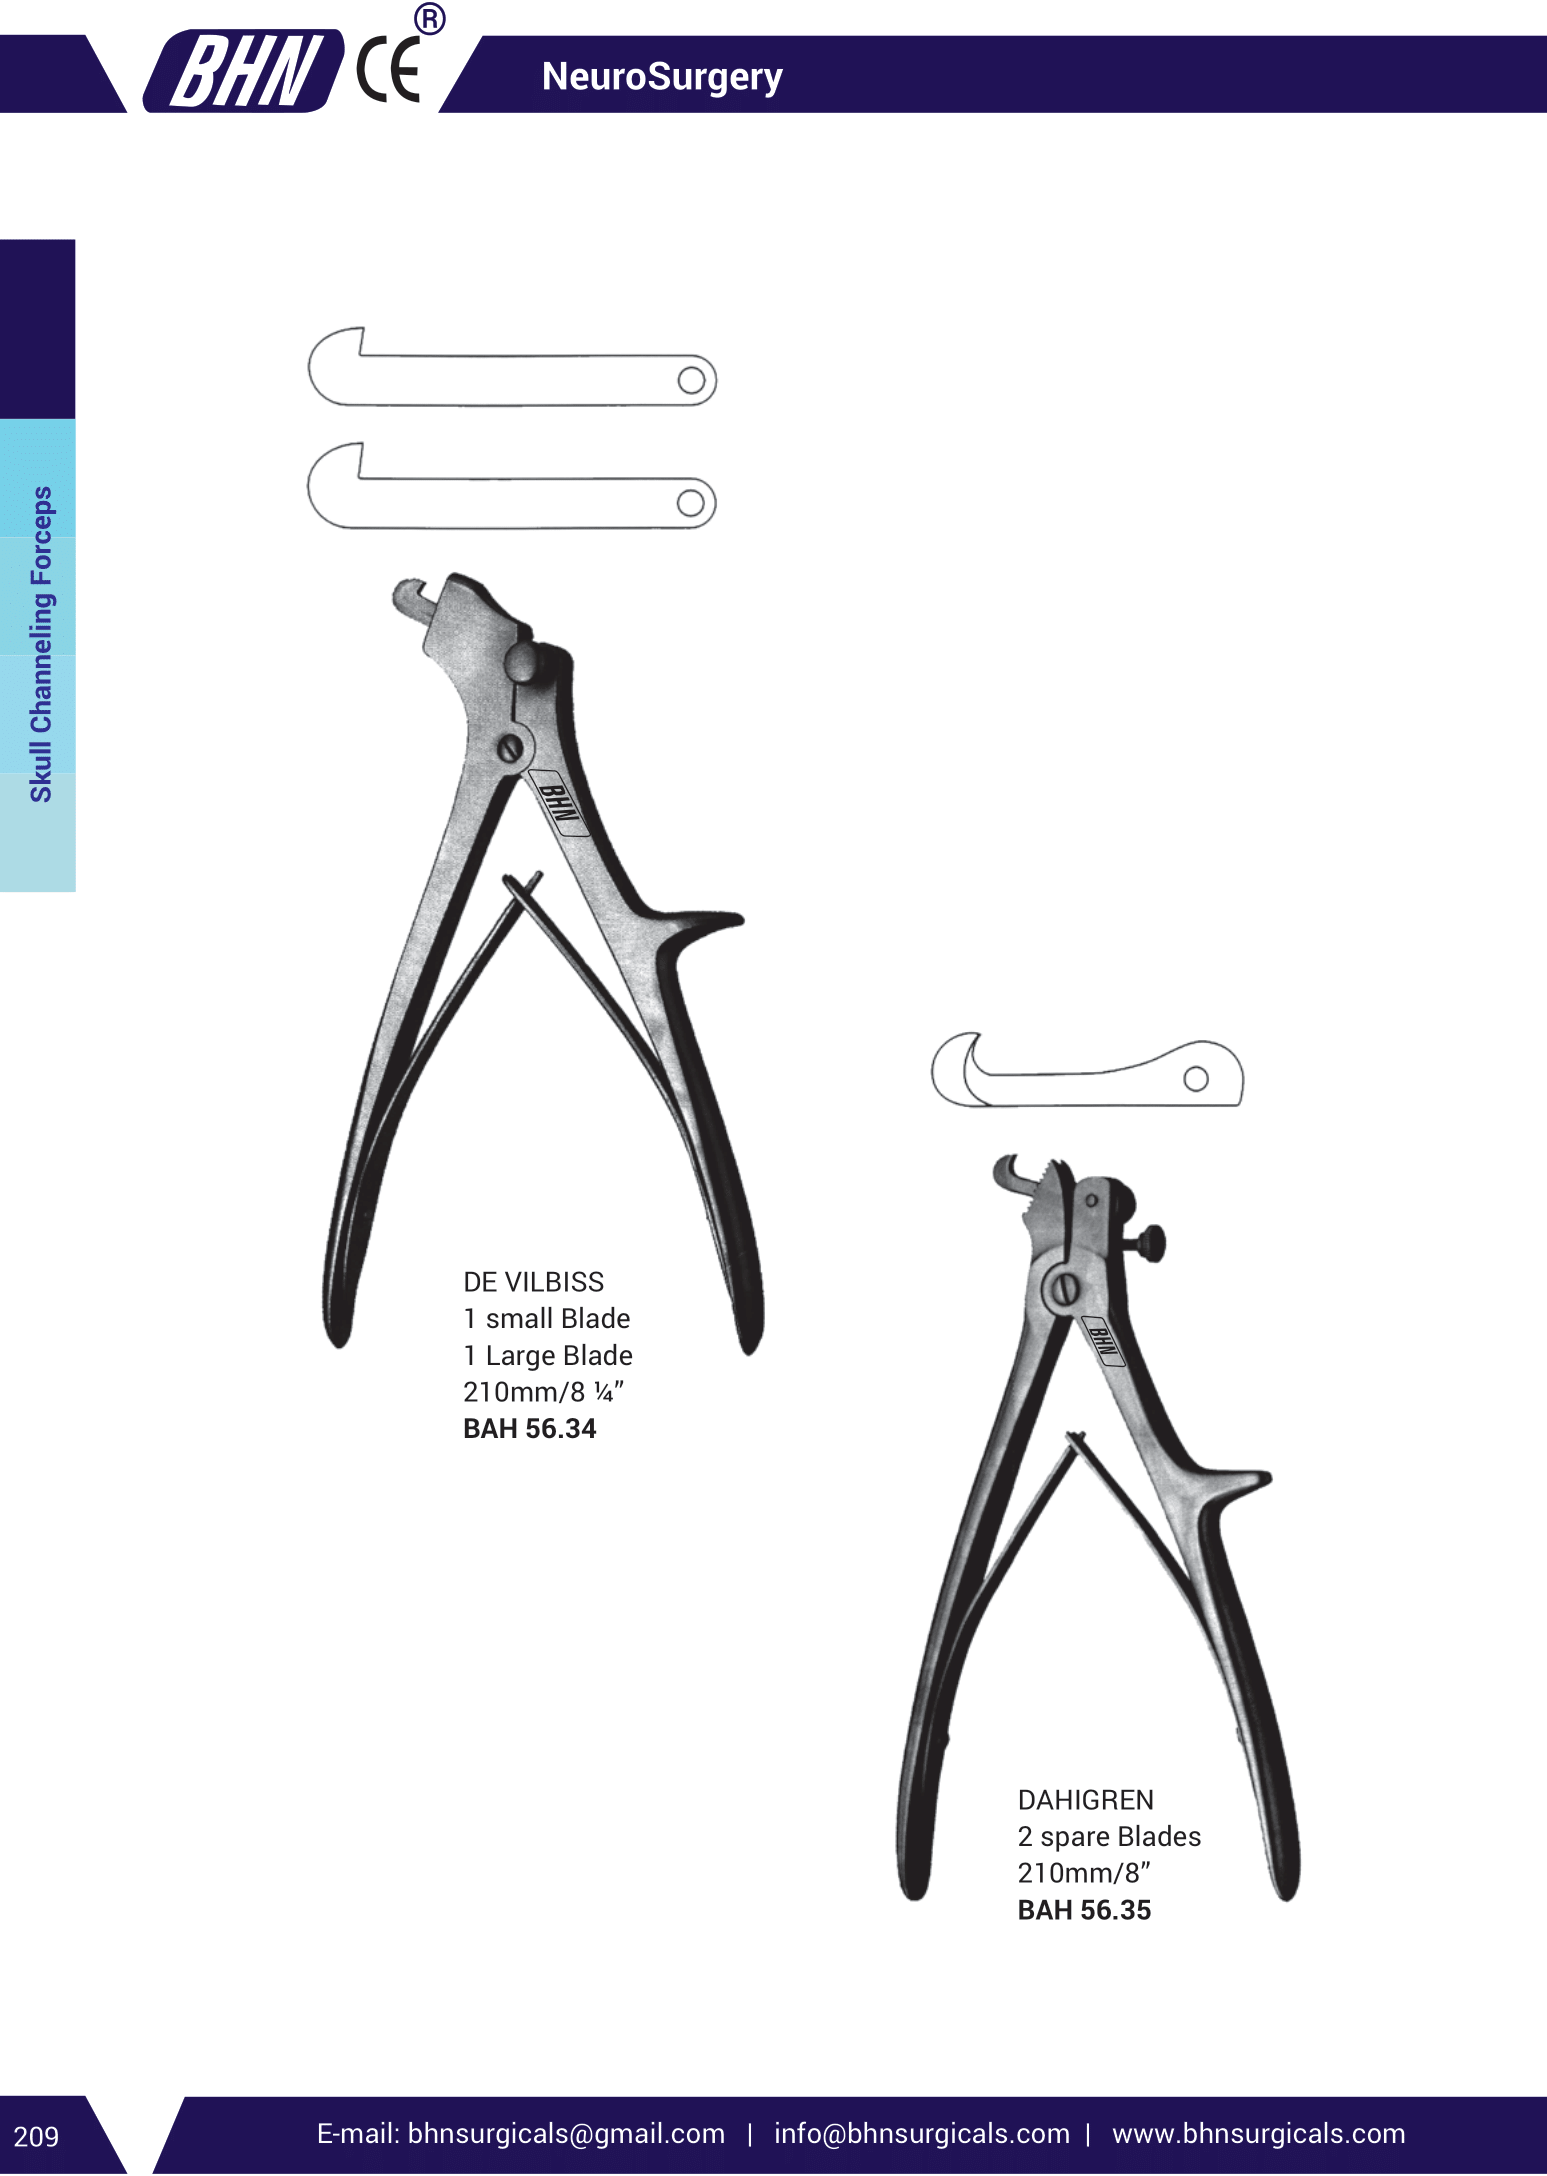 BHN CE ®
NeuroSurgery
Skull Channeling Forceps
BHN
DE VILBISS
1 small Blade
1 Large Blade
210mm/8 ¼”
BAH 56.34
BHN
DAHIGREN
2 spare Blades
210mm/8”
BAH 56.35
209
E-mail: bhnsurgicals@gmail.com | info@bhnsurgicals.com | www.bhnsurgicals.com